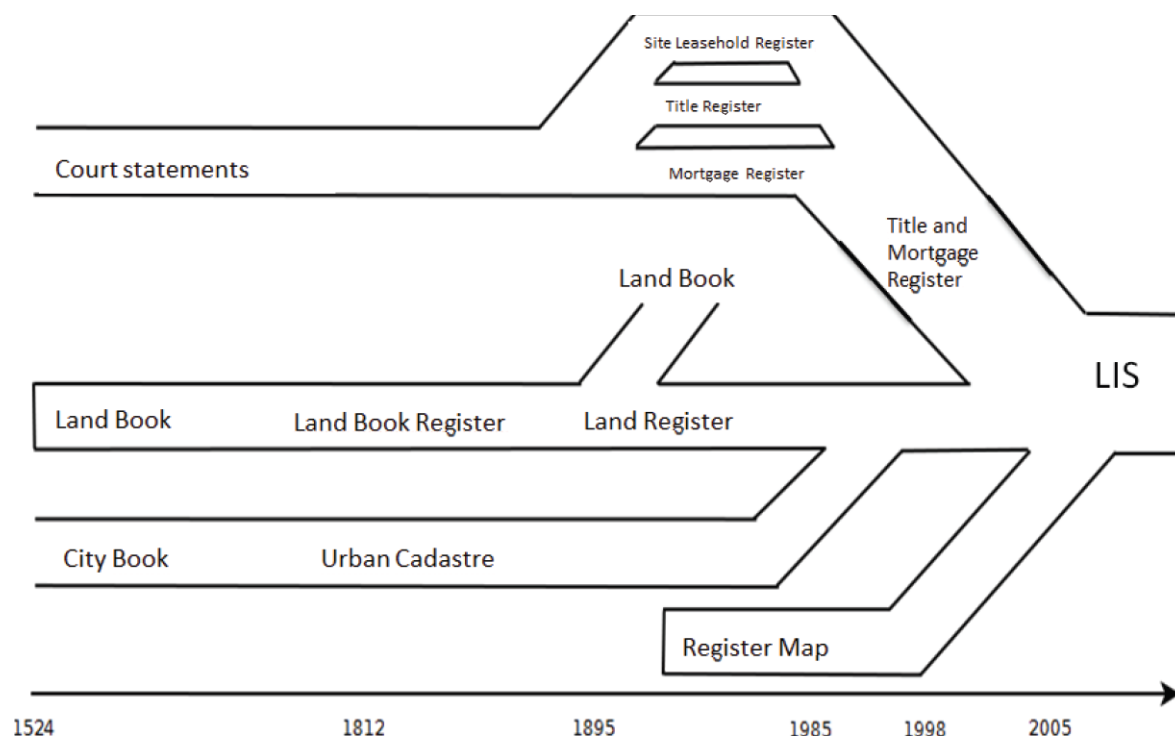 Site Leasehold Register
Title Register
Court statements
Mortgage Register
Title and
Mortgage
Register
Land Book
LIS
Land Book
Land Book Register
Land Register
City Book
Urban Cadastre
Register Map
1524
1812
1895
1985
1998
2005